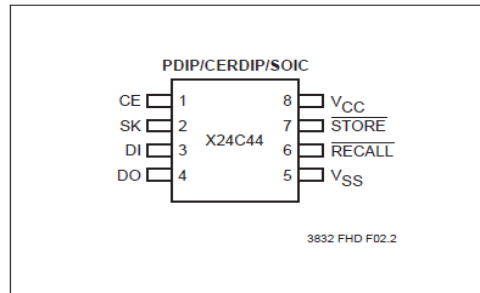 PDIP/CERDIP/SOIC
CE 1 8 VCC
SK 2 X24C44 7 STORE
DI 3 6 RECALL
DO 4 5 VSS
3832 FHD F02.2